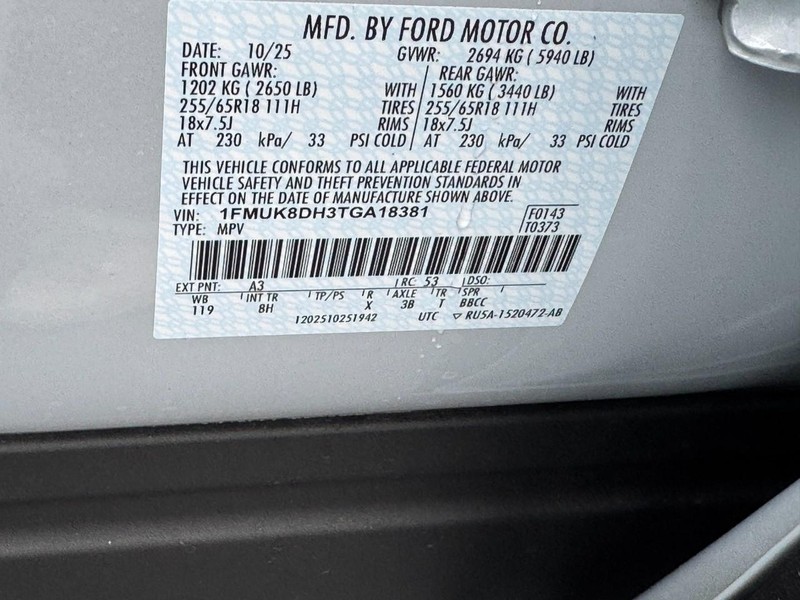 MFD. BY FORD MOTOR CO.
DATE: 10/25 GVWR: 2694 KG ( 5940 LB)
FRONT GAWR: REAR GAWR:
1202 KG ( 2650 LB) WITH 1560 KG ( 3440 LB) WITH
255/65R18 111H TIRES 255/65R18 111H TIRES
18x7.5J RIMS 18x7.5J RIMS
AT 230 kPa/ 33 PSI COLD AT 230 kPa/ 33 PSI COLD
THIS VEHICLE CONFORMS TO ALL APPLICABLE FEDERAL MOTOR
VEHICLE SAFETY AND THEFT PREVENTION STANDARDS IN
EFFECT ON THE DATE OF MANUFACTURE SHOWN ABOVE.
VIN: 1FMUK8DH3TGA18381 F0143
TYPE: MPV T0373
EXT PNT: A3 RC: 53 DSO:
WB INT TR TP/PS R AXLE TR SPR
119 8H X 3B T BBCC
1202510251942 UTC ▽ RU5A-1520472-AB